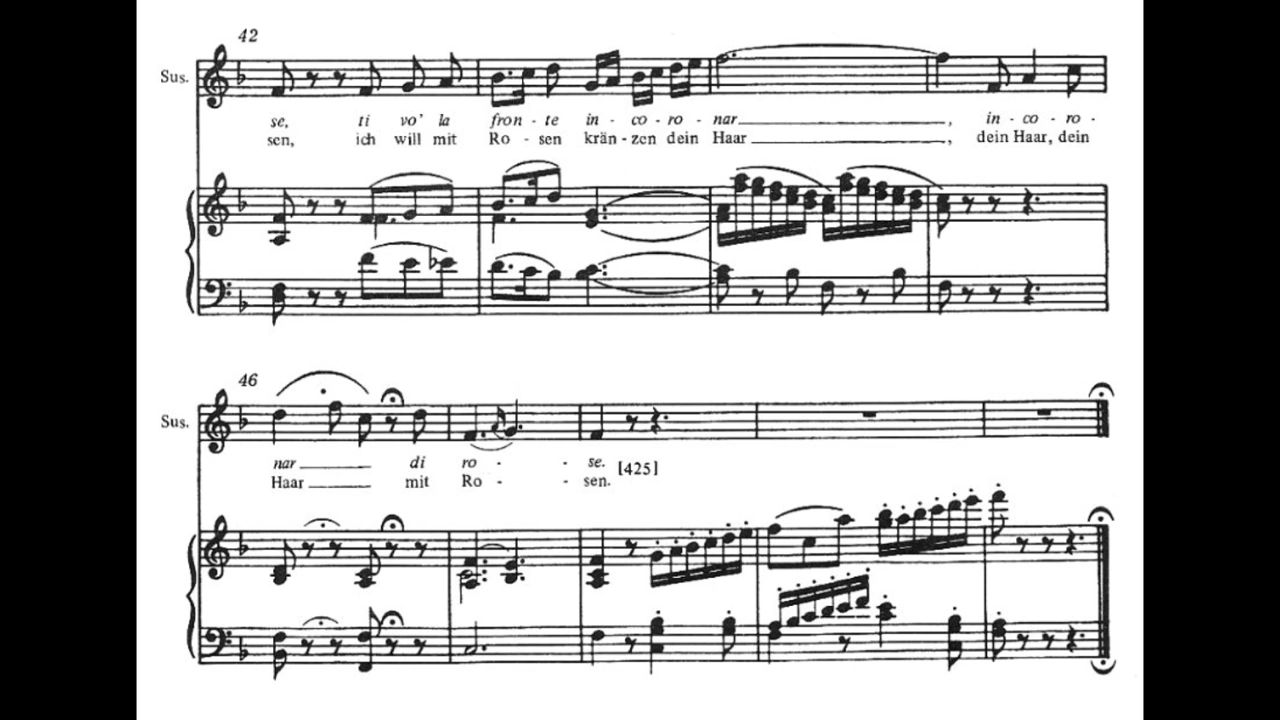 42
Sus.
se, ti vo' la fron - te in - co - ro - nar , in - co - ro -
sen, ich will mit Ro - sen krän - zen dein Haar , dein Haar, dein
46
Sus.
nar di ro - - se. [425]
Haar mit Ro - - sen.